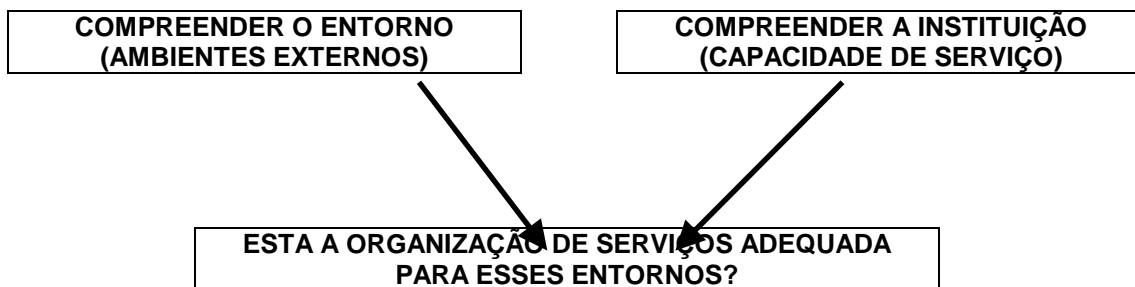 COMPREENDER O ENTORNO
(AMBIENTES EXTERNOS)
COMPREENDER A INSTITUIÇÃO
(CAPACIDADE DE SERVIÇO)
ESTA A ORGANIZAÇÃO DE SERVIÇOS ADEQUADA
PARA ESSES ENTORNOS?